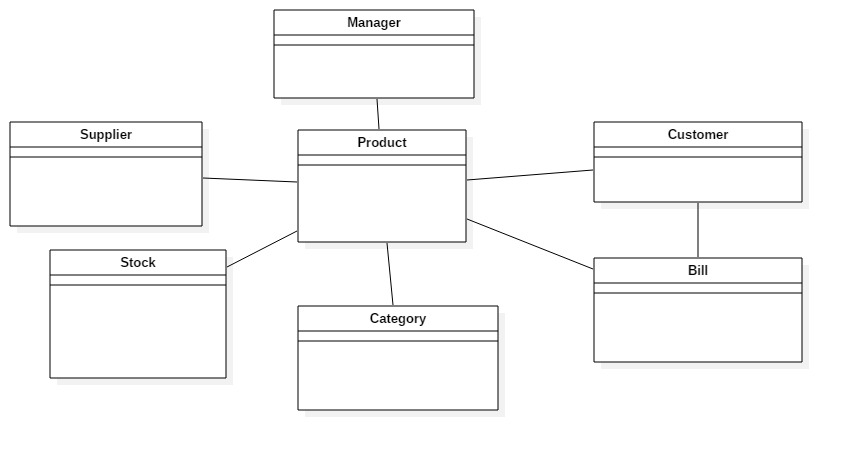 Manager
Supplier
Product
Customer
Stock
Bill
Category